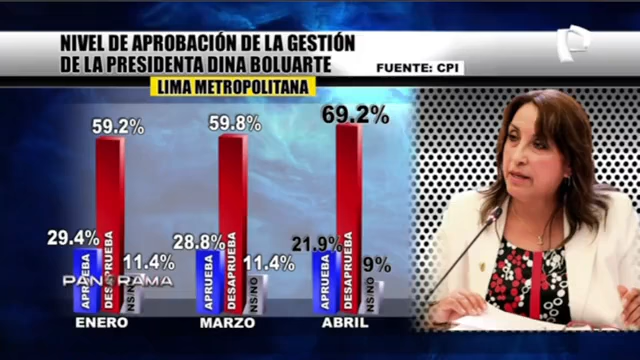 NIVEL DE APROBACIÓN DE LA GESTIÓN
DE LA PRESIDENTA DINA BOLUARTE
FUENTE: CPI
LIMA METROPOLITANA
29.4%
59.2%
11.4%
28.8%
59.8%
11.4%
21.9%
69.2%
9%
APRUEBA
DESAPRUEBA
NS/NO
APRUEBA
DESAPRUEBA
NS/NO
APRUEBA
DESAPRUEBA
NS/NO
PANORAMA
ENERO
MARZO
ABRIL